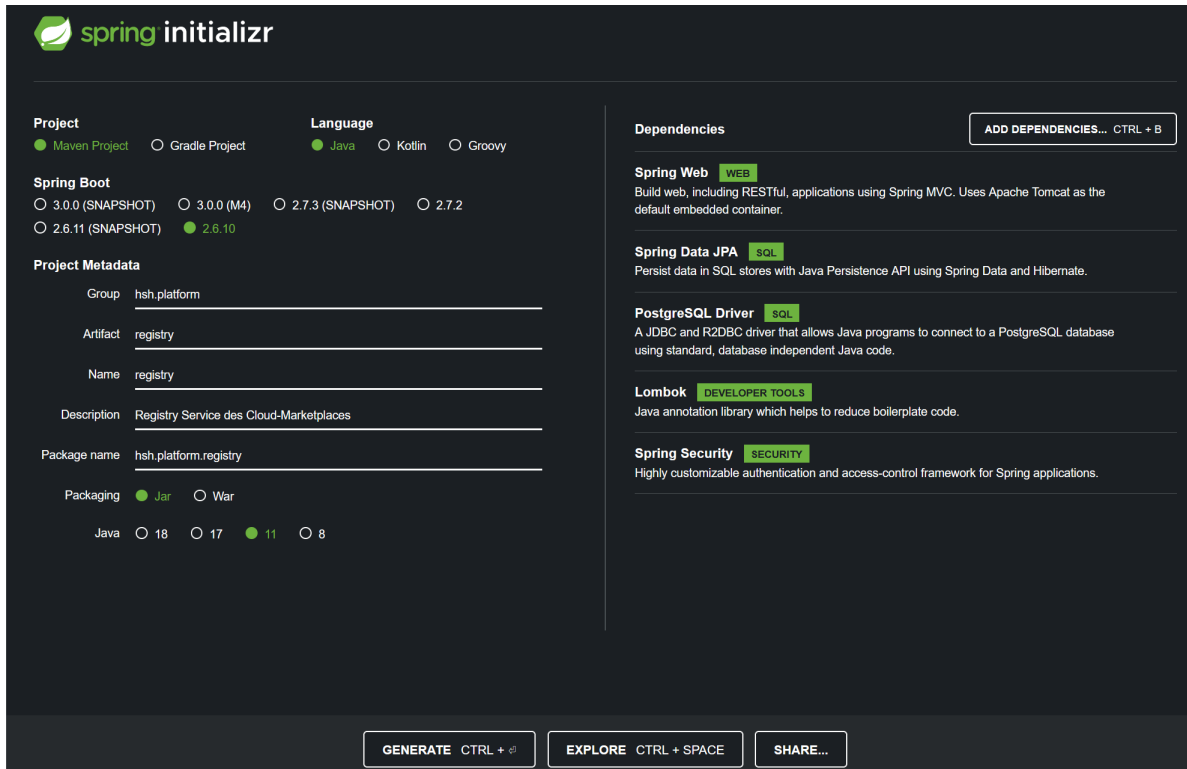 spring initializr
Project
Maven Project Gradle Project
Language
Java Kotlin Groovy
Spring Boot
3.0.0 (SNAPSHOT) 3.0.0 (M4) 2.7.3 (SNAPSHOT) 2.7.2
2.6.11 (SNAPSHOT) 2.6.10
Project Metadata
Group hsh.platform
Artifact registry
Name registry
Description Registry Service des Cloud-Marketplaces
Package name hsh.platform.registry
Packaging Jar War
Java 18 17 11 8
Dependencies
ADD DEPENDENCIES... CTRL + B
Spring Web WEB
Build web, including RESTful, applications using Spring MVC. Uses Apache Tomcat as the
default embedded container.
Spring Data JPA SQL
Persist data in SQL stores with Java Persistence API using Spring Data and Hibernate.
PostgreSQL Driver SQL
A JDBC and R2DBC driver that allows Java programs to connect to a PostgreSQL database
using standard, database independent Java code.
Lombok DEVELOPER TOOLS
Java annotation library which helps to reduce boilerplate code.
Spring Security SECURITY
Highly customizable authentication and access-control framework for Spring applications.
GENERATE CTRL + ⏎
EXPLORE CTRL + SPACE
SHARE...